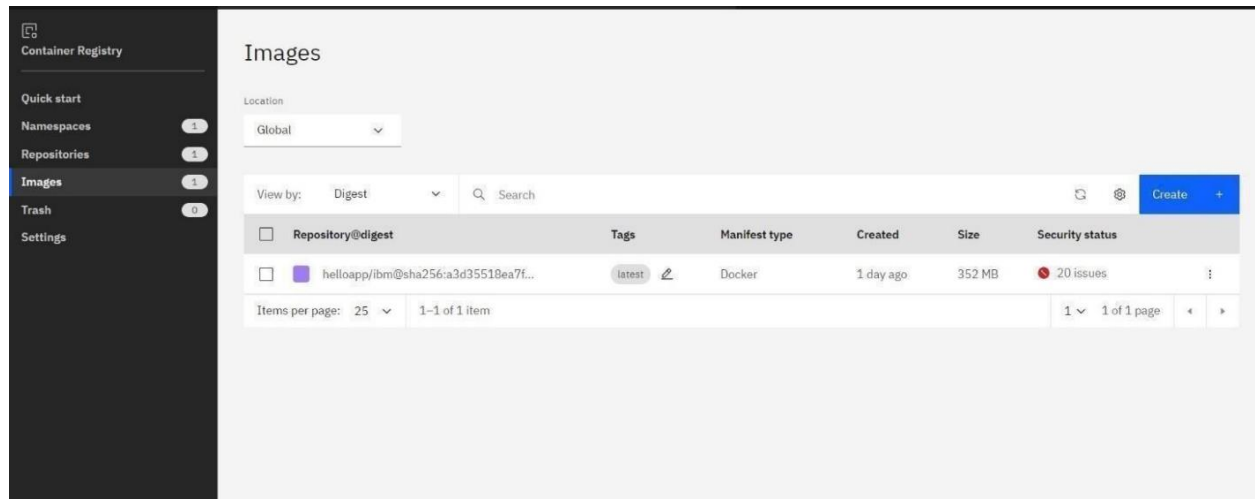 Container Registry
Quick start
Namespaces 1
Repositories 1
Images 1
Trash 0
Settings
Images
Location
Global
View by: Digest Search Create +
Repository@digest Tags Manifest type Created Size Security status
helloapp/ibm@sha256:a3d35518ea7f... latest Docker 1 day ago 352 MB 20 issues
Items per page: 25 1–1 of 1 item 1 1 of 1 page